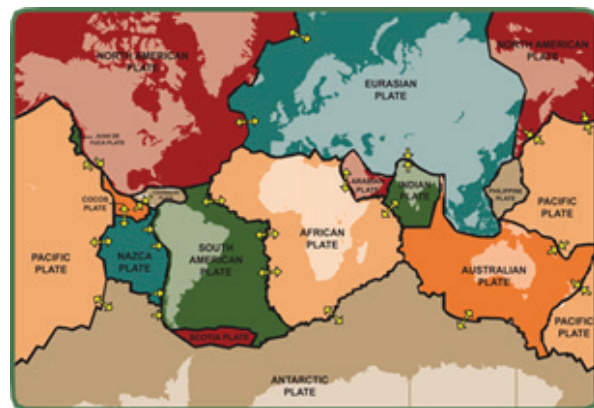 NORTH AMERICAN
PLATE
NORTH AMERICAN
PLATE
EURASIAN
PLATE
JUAN DE
FUCA PLATE
CARIBBEAN
PLATE
COCOS
PLATE
ARABIAN
PLATE
INDIAN
PLATE
PHILIPPINE
PLATE
PACIFIC
PLATE
PACIFIC
PLATE
NAZCA
PLATE
SOUTH
AMERICAN
PLATE
AFRICAN
PLATE
AUSTRALIAN
PLATE
PACIFIC
PLATE
SCOTIA PLATE
ANTARCTIC
PLATE